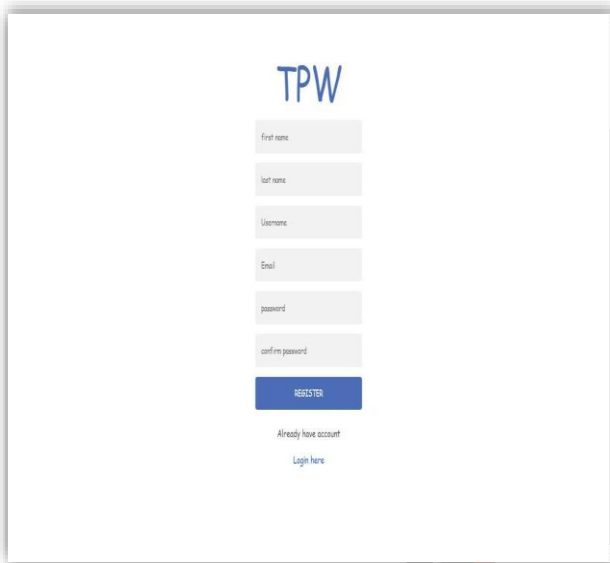 TPW
first name
last name
Username
Email
password
confirm password
REGISTER
Already have account
Login here